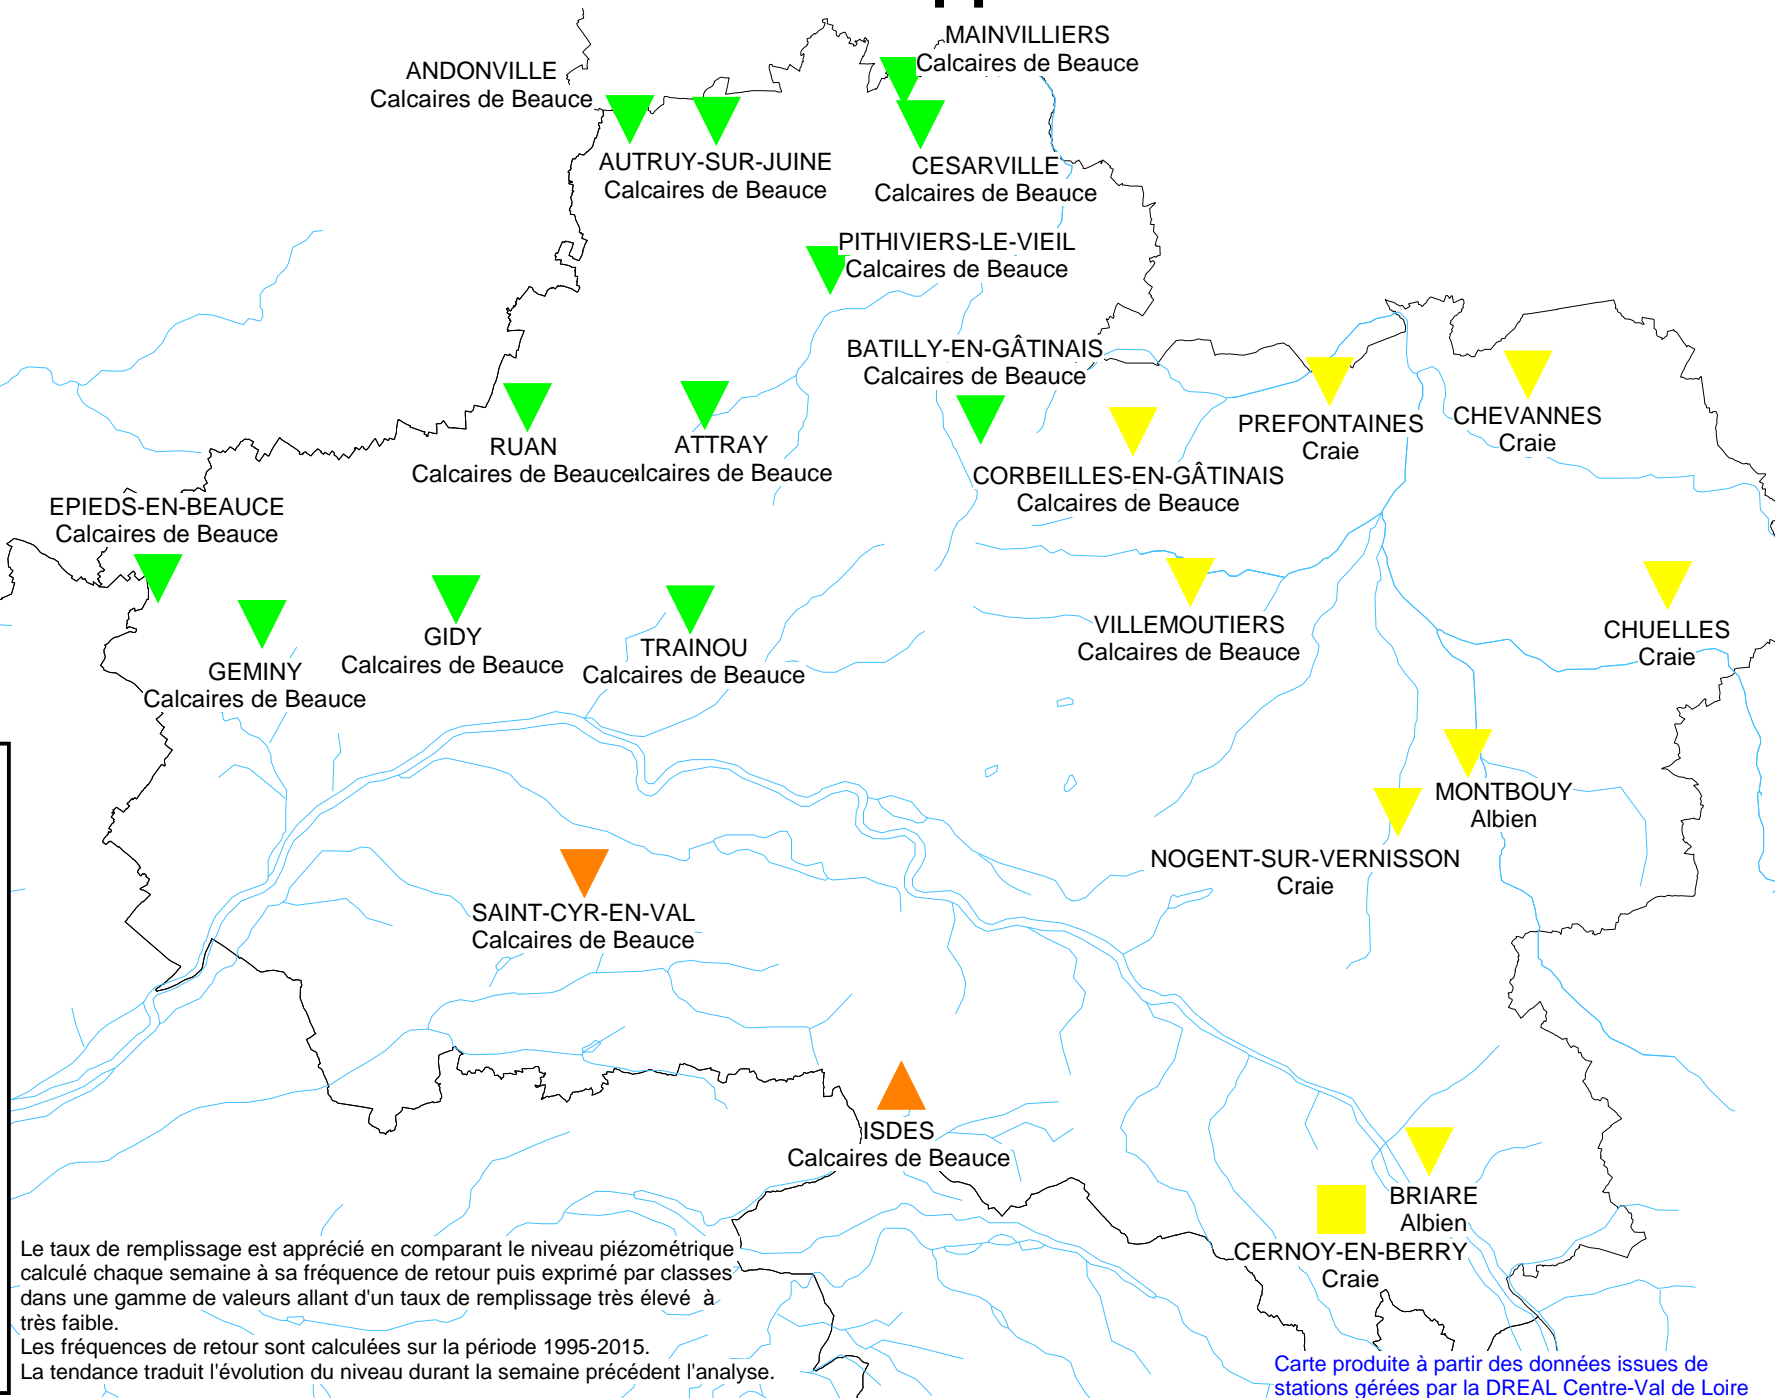 MAINVILLIERS
Calcaires de Beauce
ANDONVILLE
Calcaires de Beauce
AUTRUY-SUR-JUINE
Calcaires de Beauce
CESARVILLE
Calcaires de Beauce
PITHIVIERS-LE-VIEIL
Calcaires de Beauce
BATILLY-EN-GÂTINAIS
Calcaires de Beauce
PREFONTAINES
Craie
CHEVANNES
Craie
RUAN
Calcaires de Beauce
ATTRAY
alcaires de Beauce
CORBEILLES-EN-GÂTINAIS
Calcaires de Beauce
EPIEDS-EN-BEAUCE
Calcaires de Beauce
GEMINY
Calcaires de Beauce
GIDY
Calcaires de Beauce
TRAINOU
Calcaires de Beauce
VILLEMOUTIERS
Calcaires de Beauce
CHUELLES
Craie
MONTBOUY
Albien
NOGENT-SUR-VERNISSON
Craie
SAINT-CYR-EN-VAL
Calcaires de Beauce
ISDES
Calcaires de Beauce
BRIARE
Albien
CERNOY-EN-BERRY
Craie
Le taux de remplissage est apprécié en comparant le niveau piézométrique
calculé chaque semaine à sa fréquence de retour puis exprimé par classes
dans une gamme de valeurs allant d'un taux de remplissage très élevé à
très faible.
Les fréquences de retour sont calculées sur la période 1995-2015.
La tendance traduit l'évolution du niveau durant la semaine précédent l'analyse.
Carte produite à partir des données issues de
stations gérées par la DREAL Centre-Val de Loire